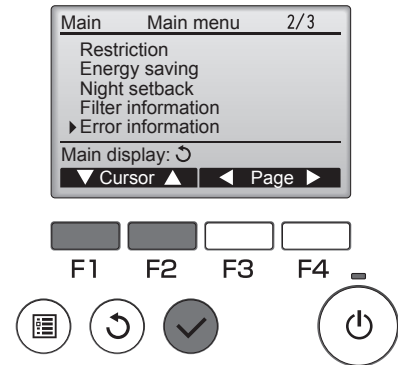 Main Main menu 2/3
Restriction
Energy saving
Night setback
Filter information
Error information
Main display:
Cursor Page
F1 F2 F3 F4